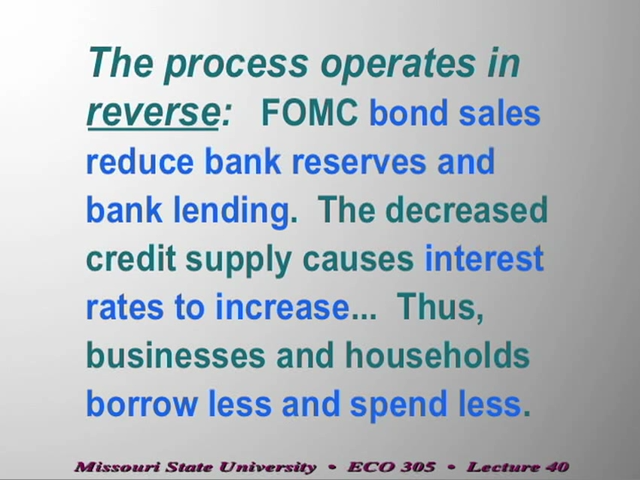 The process operates in
reverse: FOMC bond sales
reduce bank reserves and
bank lending. The decreased
credit supply causes interest
rates to increase... Thus,
businesses and households
borrow less and spend less.
Missouri State University • ECO 305 • Lecture 40